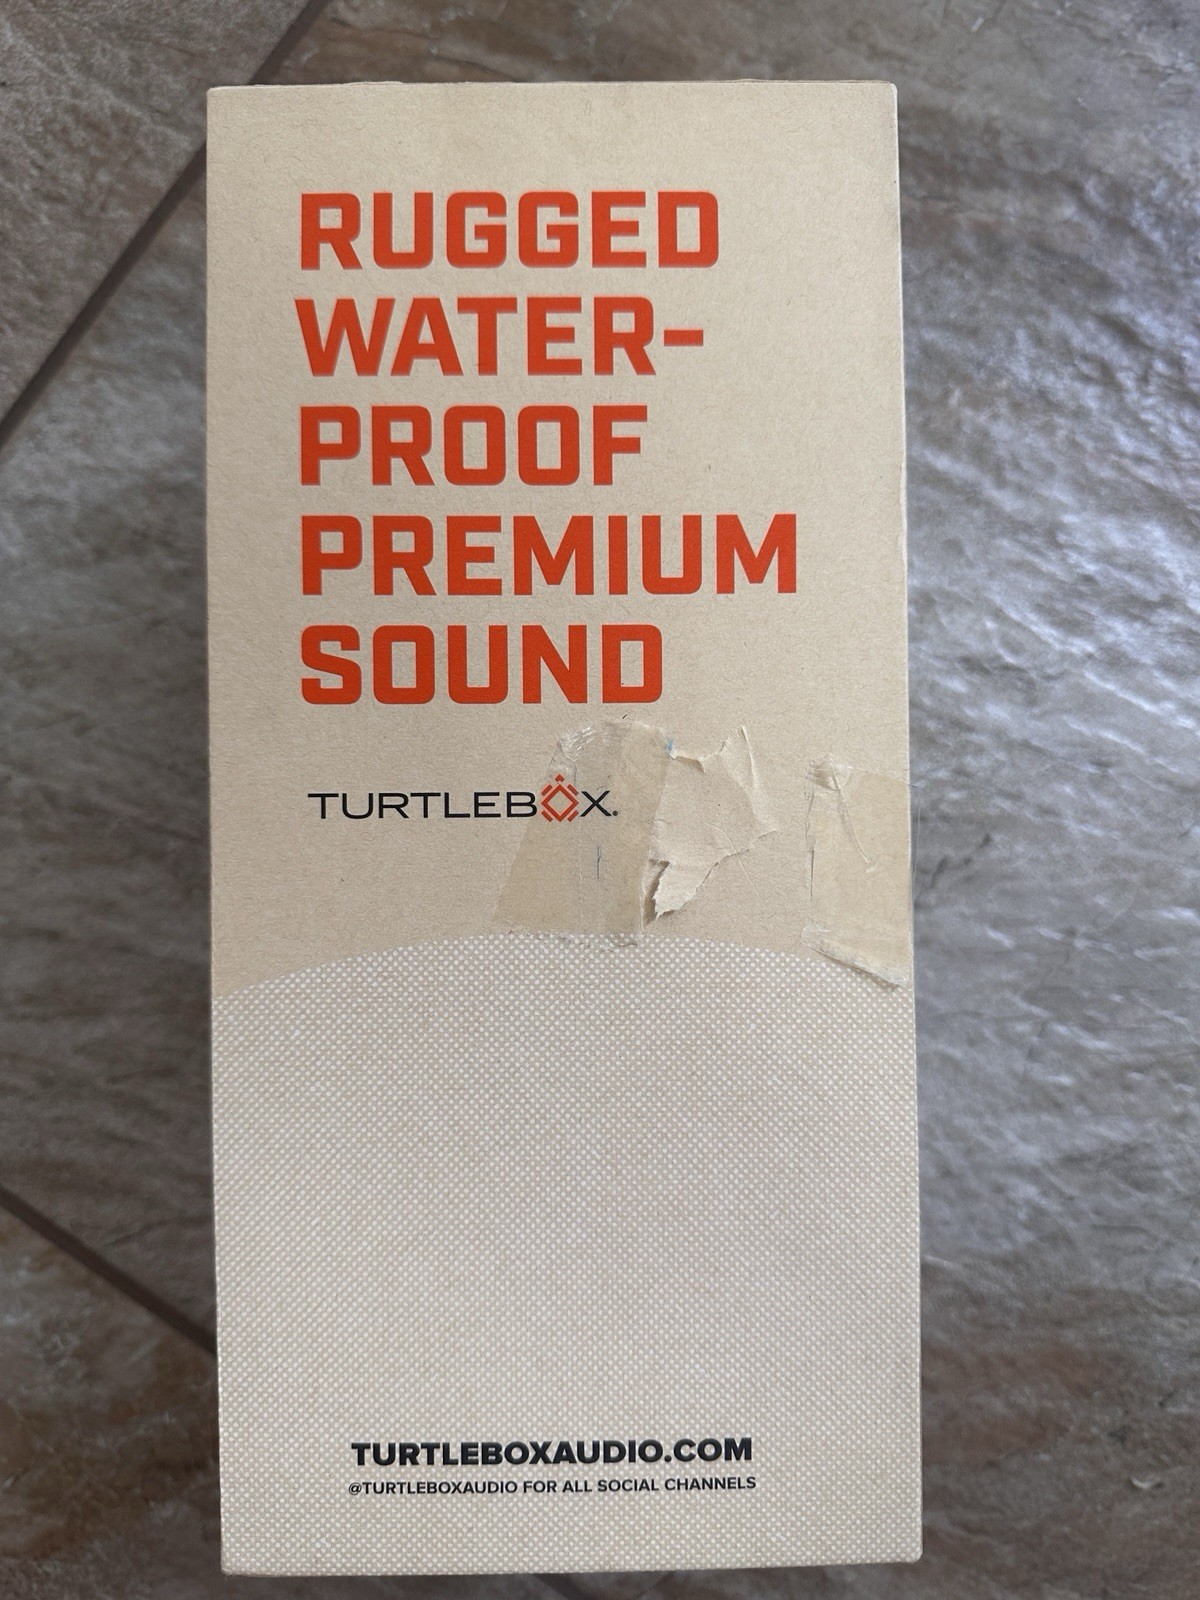 RUGGED
WATER-
PROOF
PREMIUM
SOUND
TURTLEBOX.
TURTLEBOXAUDIO.COM
@TURTLEBOXAUDIO FOR ALL SOCIAL CHANNELS